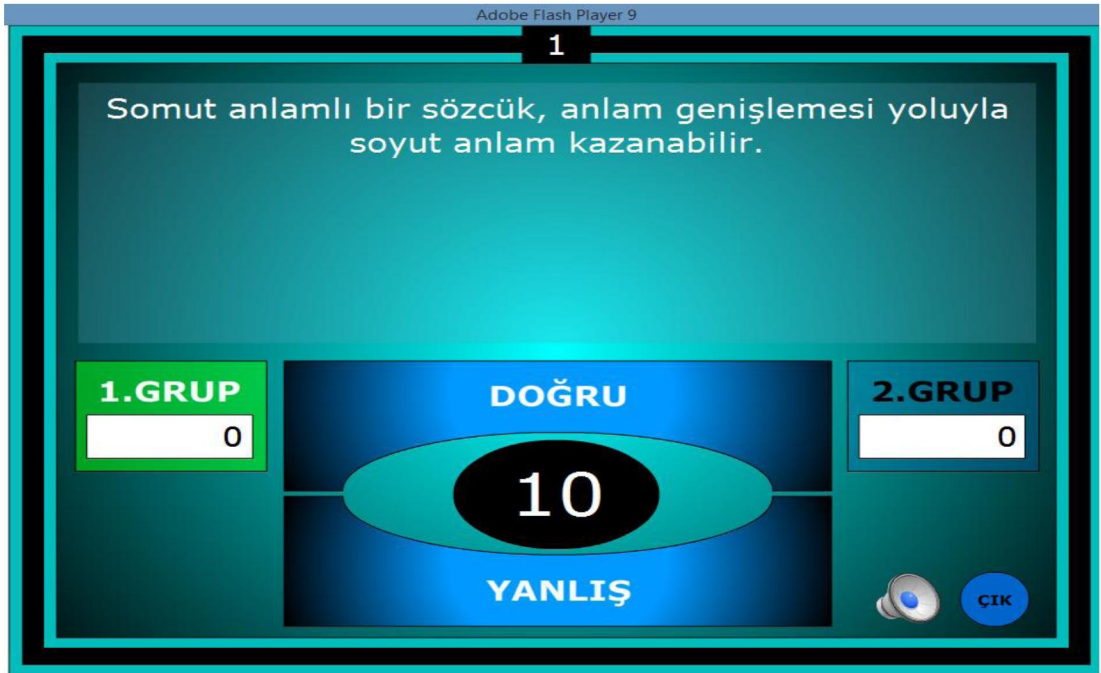 Adobe Flash Player 9
1
Somut anlamlı bir sözcük, anlam genişlemesi yoluyla
soyut anlam kazanabilir.
1.GRUP
0
DOĞRU
10
YANLIŞ
2.GRUP
0
ÇIK